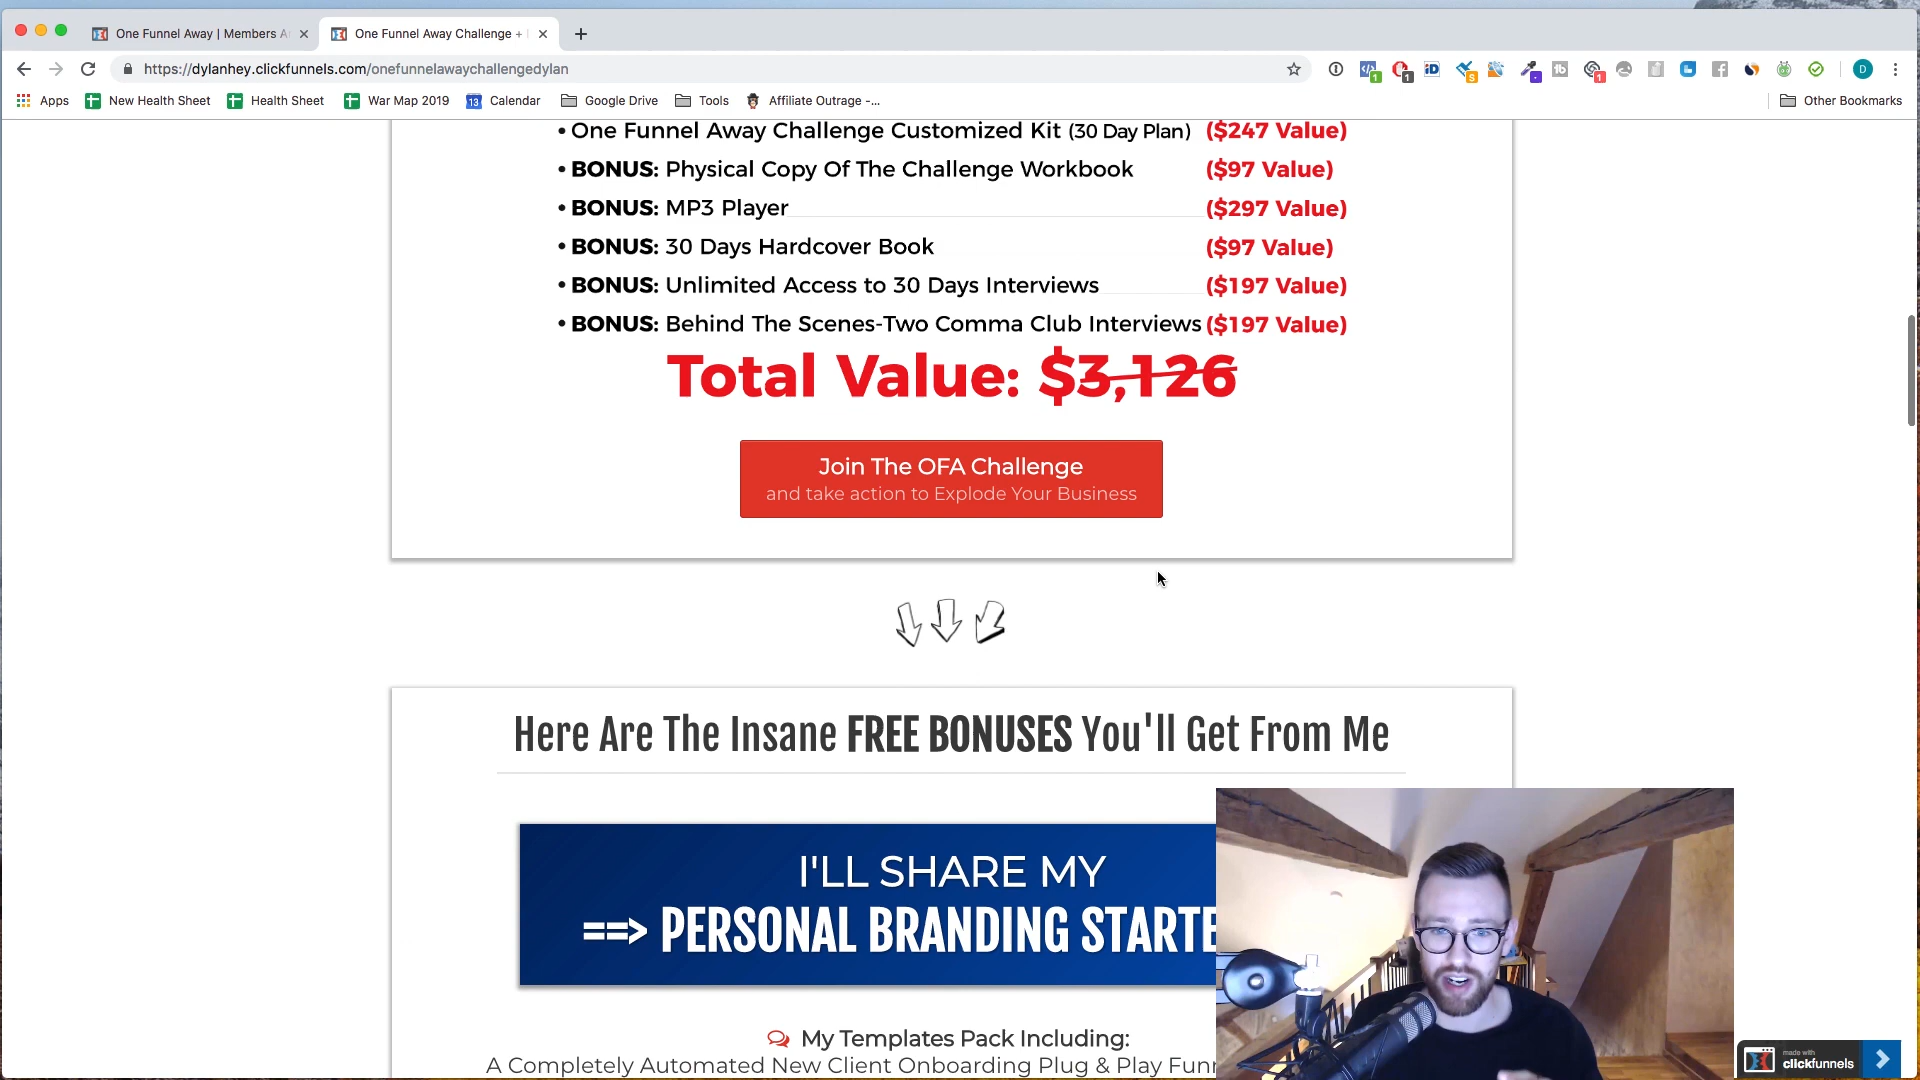 One Funnel Away | Members A
One Funnel Away Challenge +
https://dylanhey.clickfunnels.com/onefunnelawaychallengedylan
Apps
New Health Sheet
Health Sheet
War Map 2019
13
Calendar
Google Drive
Tools
Affiliate Outrage -...
Other Bookmarks
• One Funnel Away Challenge Customized Kit (30 Day Plan) ($247 Value)
• BONUS: Physical Copy Of The Challenge Workbook ($97 Value)
• BONUS: MP3 Player ($297 Value)
• BONUS: 30 Days Hardcover Book ($97 Value)
• BONUS: Unlimited Access to 30 Days Interviews ($197 Value)
• BONUS: Behind The Scenes-Two Comma Club Interviews ($197 Value)
Total Value: $3,126
Join The OFA Challenge
and take action to Explode Your Business
Here Are The Insane FREE BONUSES You'll Get From Me
I'LL SHARE MY
==> PERSONAL BRANDING STARTE
My Templates Pack Including:
A Completely Automated New Client Onboarding Plug & Play Funn
made with
clickfunnels